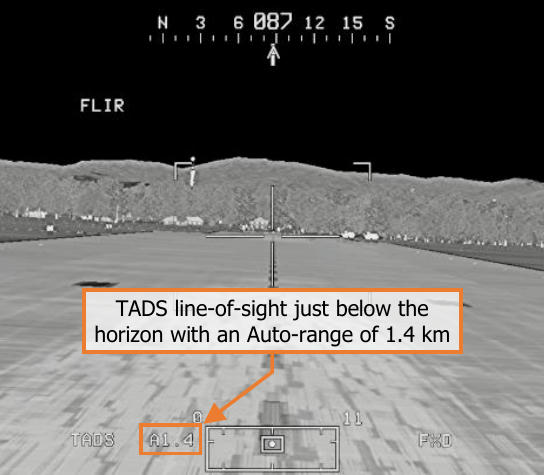 N 3 6 087 12 15 S
FLIR
TADS line-of-sight just below the
horizon with an Auto-range of 1.4 km
0 11
TADS A1.4 FXD